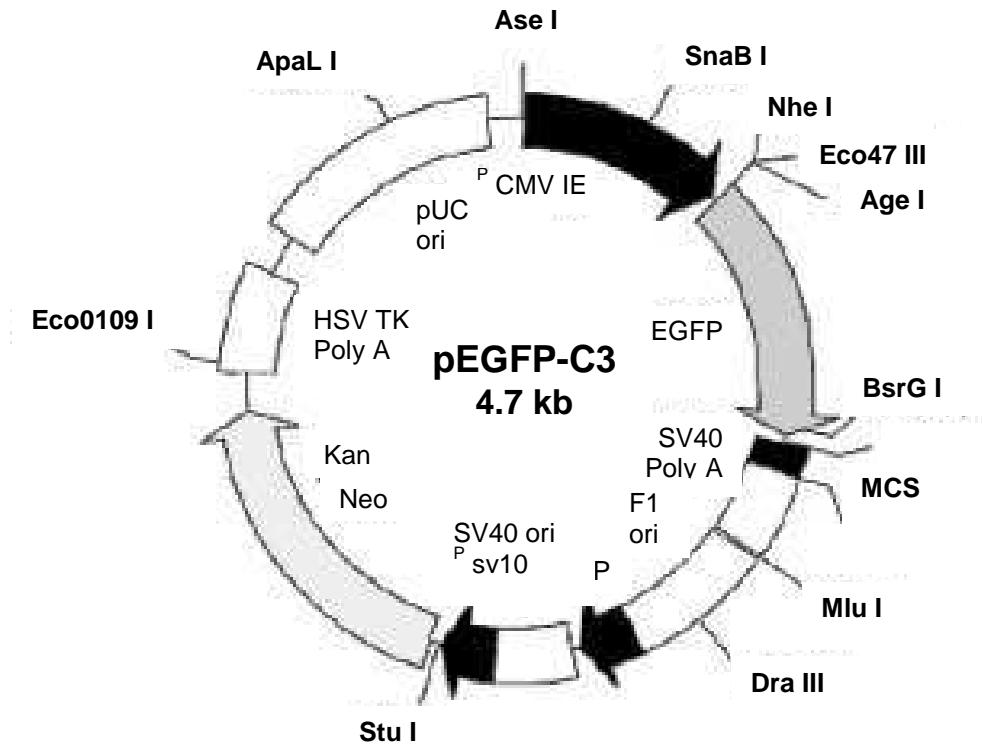 Ase I
ApaL I
SnaB I
Nhe I
Eco47 III
Age I
P CMV IE
pUC
ori
Eco0109 I
HSV TK
Poly A
EGFP
pEGFP-C3
4.7 kb
BsrG I
SV40
Polv A
MCS
Kan
Neo
F1
ori
SV40 ori
P sv10
P
Mlu I
Dra III
Stu I